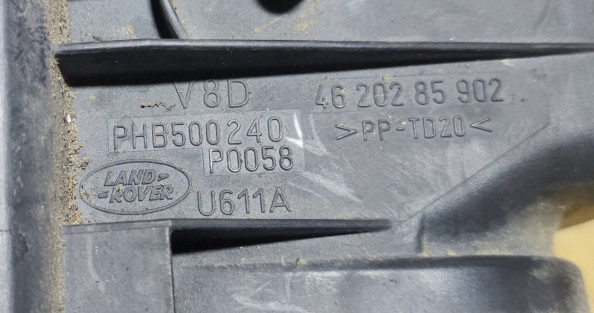 V8D 46 202 85 902
PHB500240 >PP-TD20<
P0058
LAND-
-ROVER
U611A